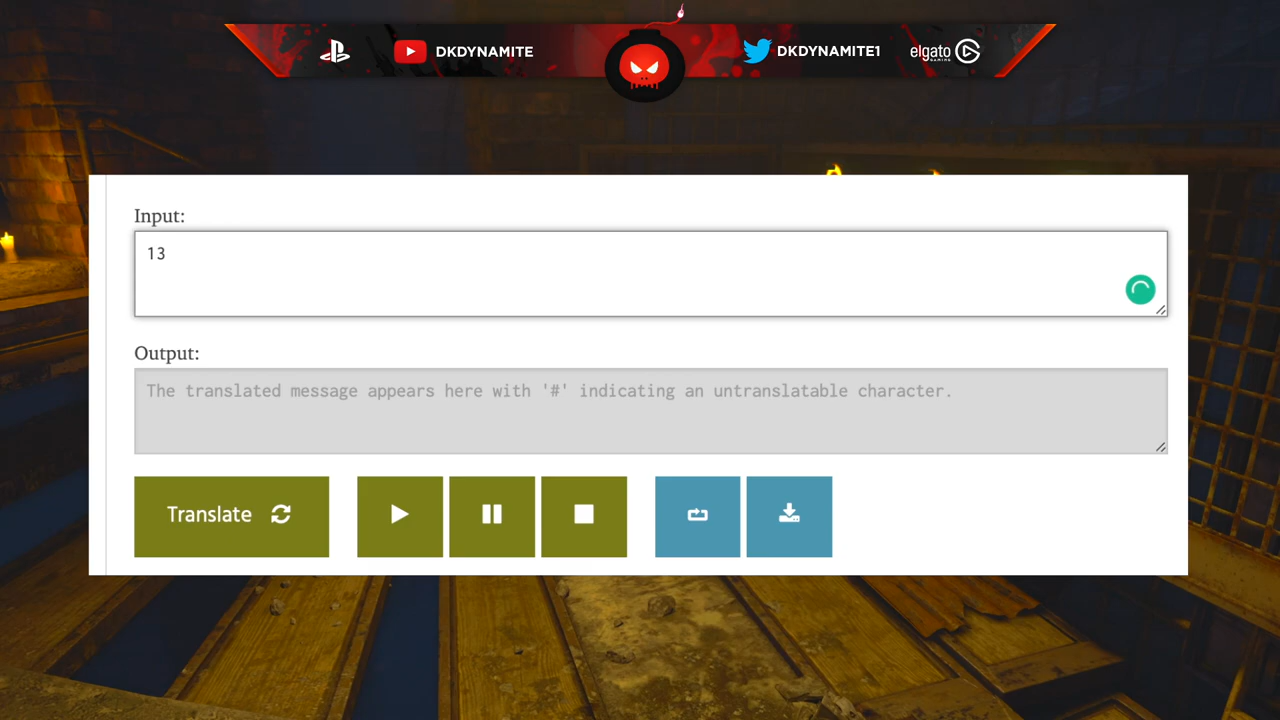 DKDYNAMITE
DKDYNAMITE1
elgato
GAMING
Input:
13
Output:
The translated message appears here with '#' indicating an untranslatable character.
Translate